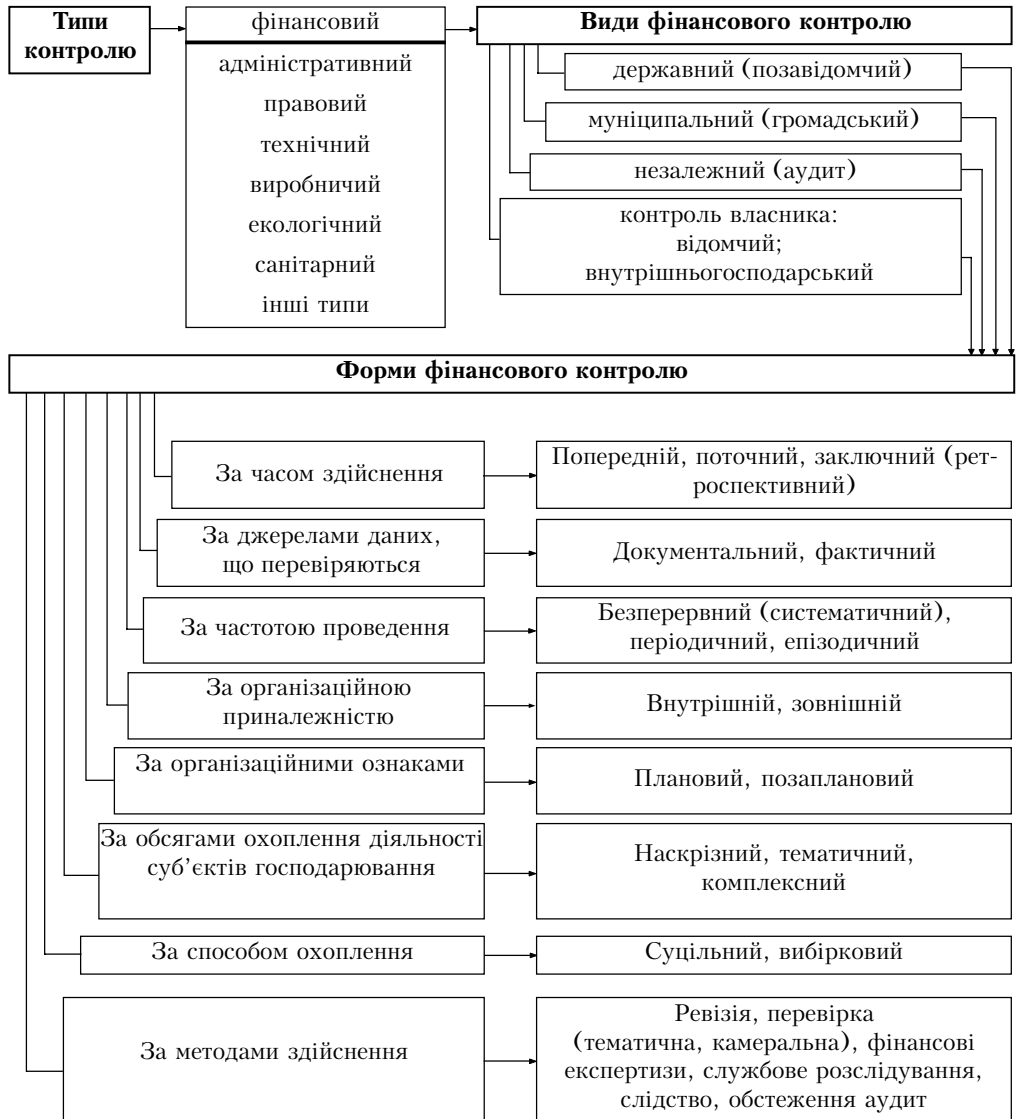 Типи
контролю
фінансовий
адміністративний
правовий
технічний
виробничий
екологічний
санітарний
інші типи
Види фінансового контролю
державний (позавідомчий)
муніципальний (громадський)
незалежний (аудит)
контроль власника:
відомчий;
внутрішньогосподарський
Форми фінансового контролю
За часом здійснення
Попередній, поточний, заключний (рет-
роспективний)
За джерелами даних,
що перевіряються
Документальний, фактичний
За частотою проведення
Безперервний (систематичний),
періодичний, епізодичний
За організаційною
приналежністю
Внутрішній, зовнішній
За організаційними ознаками
Плановий, позаплановий
За обсягами охоплення діяльності
суб’єктів господарювання
Наскрізний, тематичний,
комплексний
За способом охоплення
Суцільний, вибірковий
За методами здійснення
Ревізія, перевірка
(тематична, камеральна), фінансові
експертизи, службове розслідування,
слідство, обстеження аудит